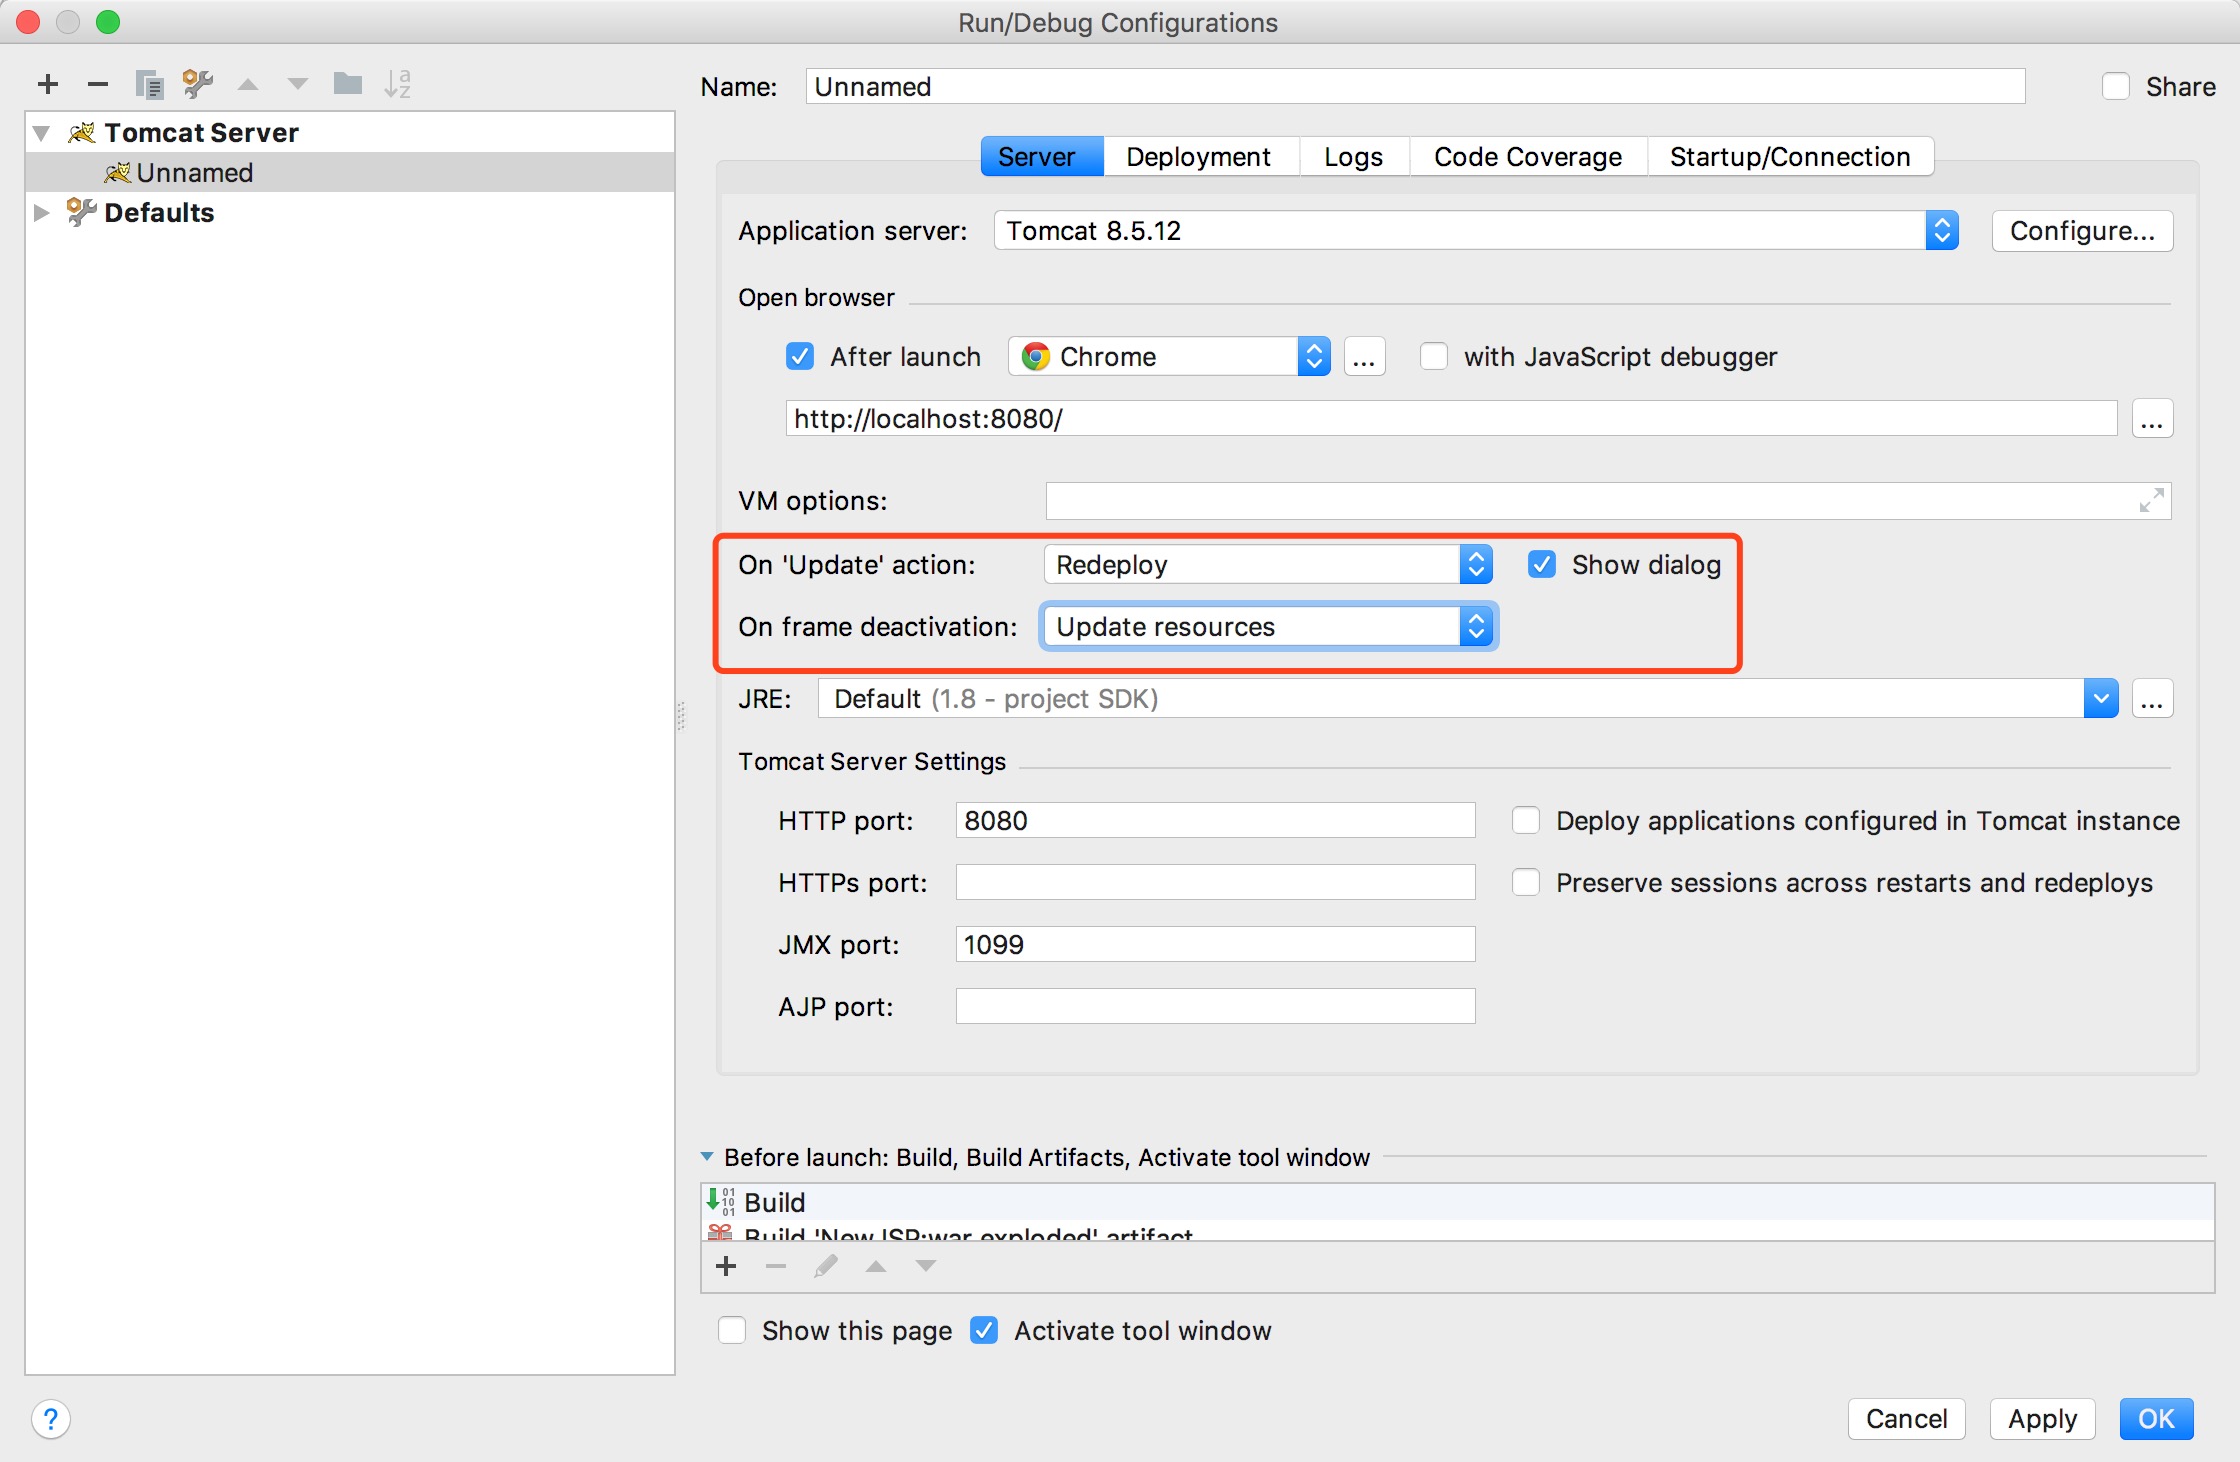 Run/Debug Configurations
Name: Unnamed Share
Tomcat Server
Unnamed
Defaults
Server Deployment Logs Code Coverage Startup/Connection
Application server: Tomcat 8.5.12 Configure...
Open browser
After launch Chrome ... with JavaScript debugger
http://localhost:8080/ ...
VM options:
On 'Update' action: Redeploy Show dialog
On frame deactivation: Update resources
JRE: Default (1.8 - project SDK) ...
Tomcat Server Settings
HTTP port: 8080 Deploy applications configured in Tomcat instance
HTTPs port: Preserve sessions across restarts and redeploys
JMX port: 1099
AJP port:
Before launch: Build, Build Artifacts, Activate tool window
Build
Build 'NewJSP:war exploded' artifact
Show this page Activate tool window
? Cancel Apply OK